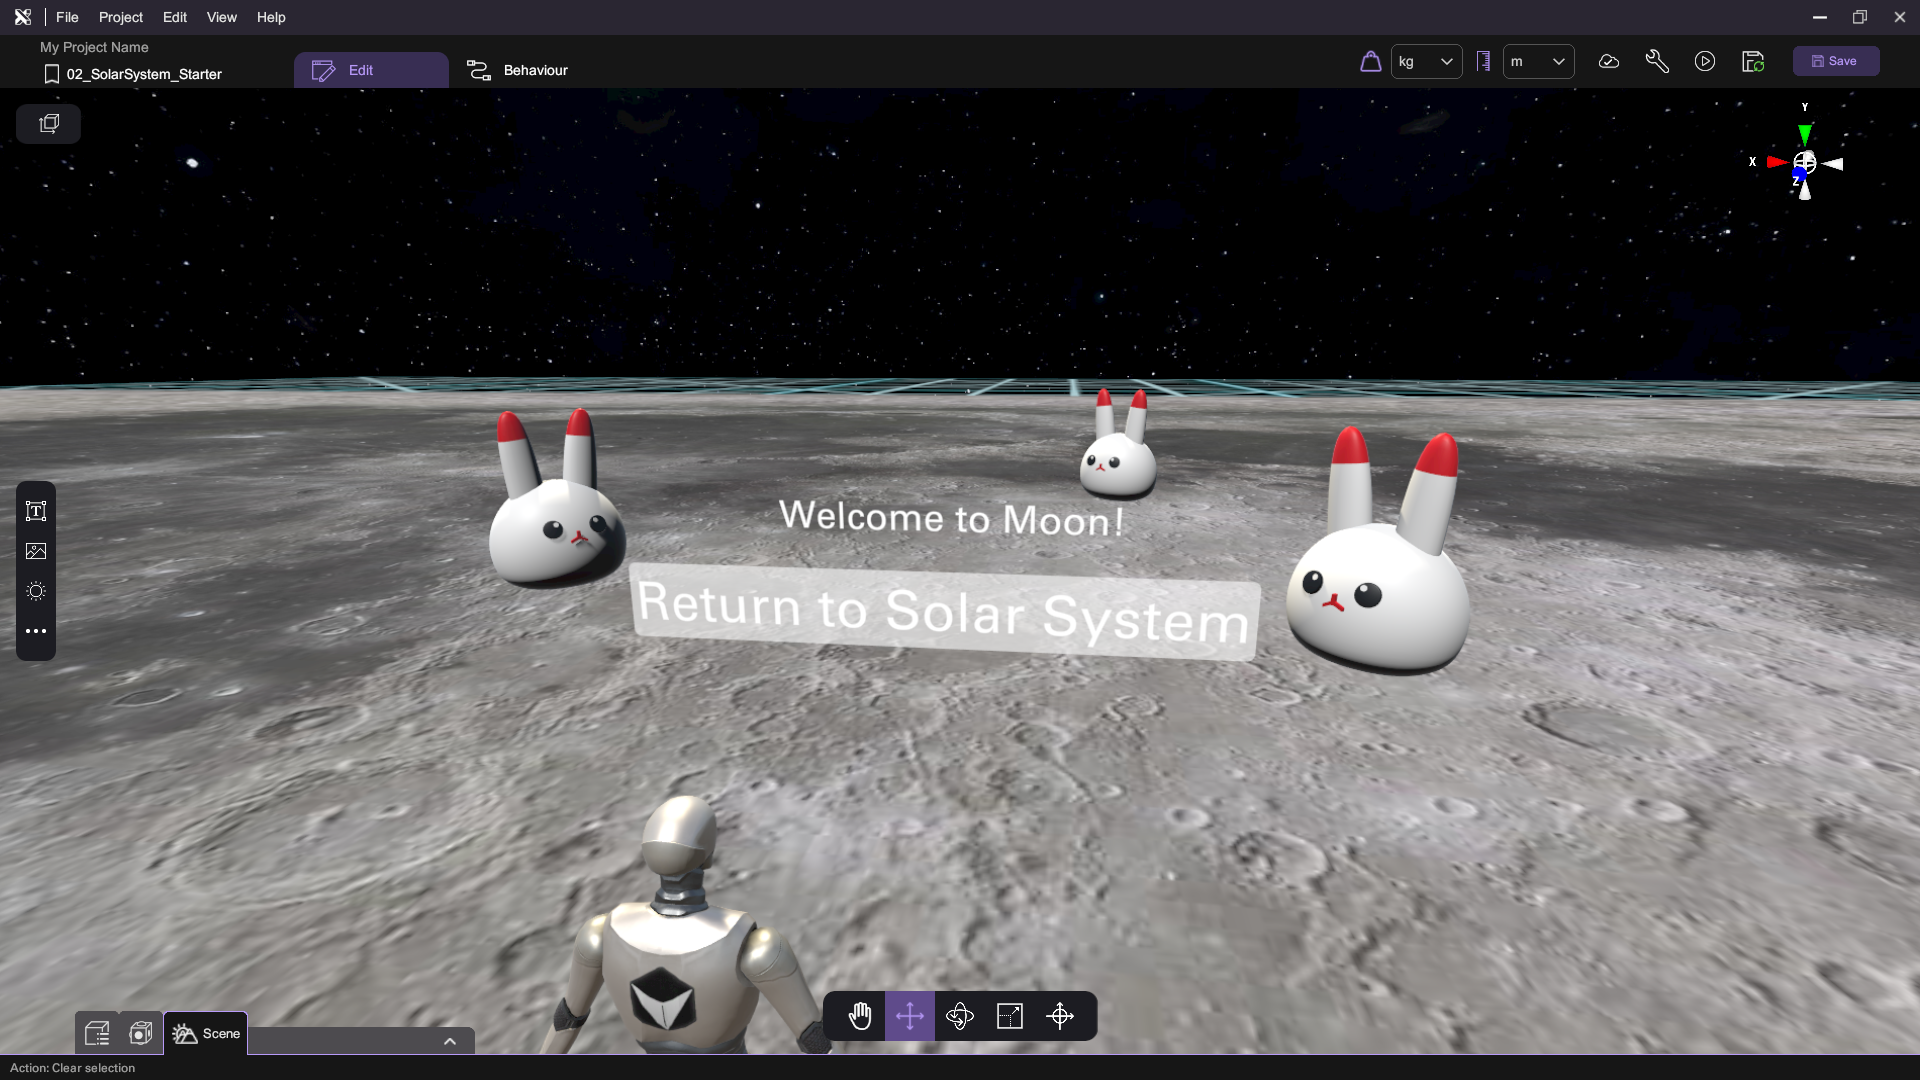 File Project Edit View Help
My Project Name
02_SolarSystem_Starter
Edit
Behaviour
kg
m
Save
Y
X
Z
T
Welcome to Moon!
Return to Solar System
Scene
Action: Clear selection